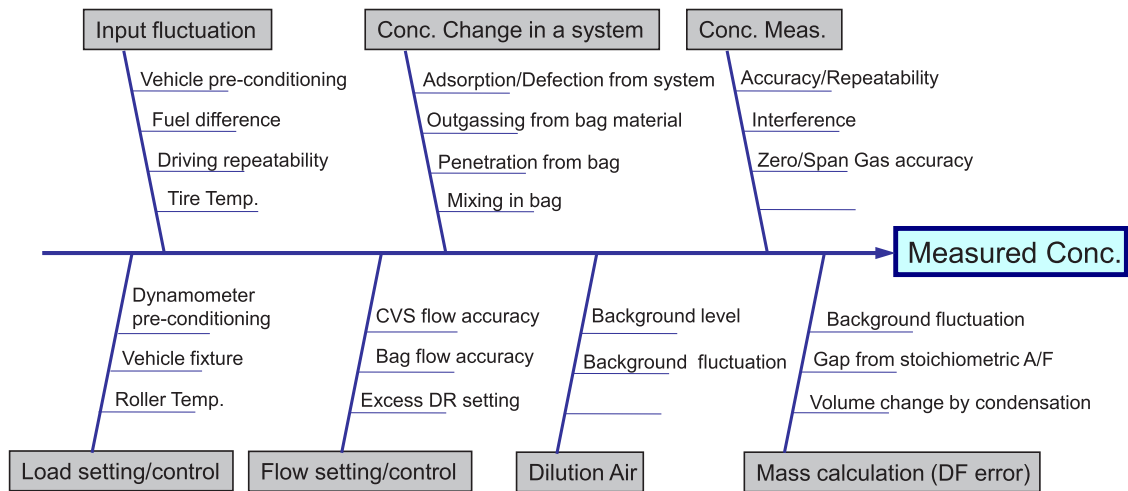 Input fluctuation
Vehicle pre-conditioning
Fuel difference
Driving repeatability
Tire Temp.
Conc. Change in a system
Adsorption/Defection from system
Outgassing from bag material
Penetration from bag
Mixing in bag
Conc. Meas.
Accuracy/Repeatability
Interference
Zero/Span Gas accuracy
Measured Conc.
Dynamometer
pre-conditioning
Vehicle fixture
Roller Temp.
Load setting/control
CVS flow accuracy
Bag flow accuracy
Excess DR setting
Flow setting/control
Background level
Background fluctuation
Dilution Air
Background fluctuation
Gap from stoichiometric A/F
Volume change by condensation
Mass calculation (DF error)